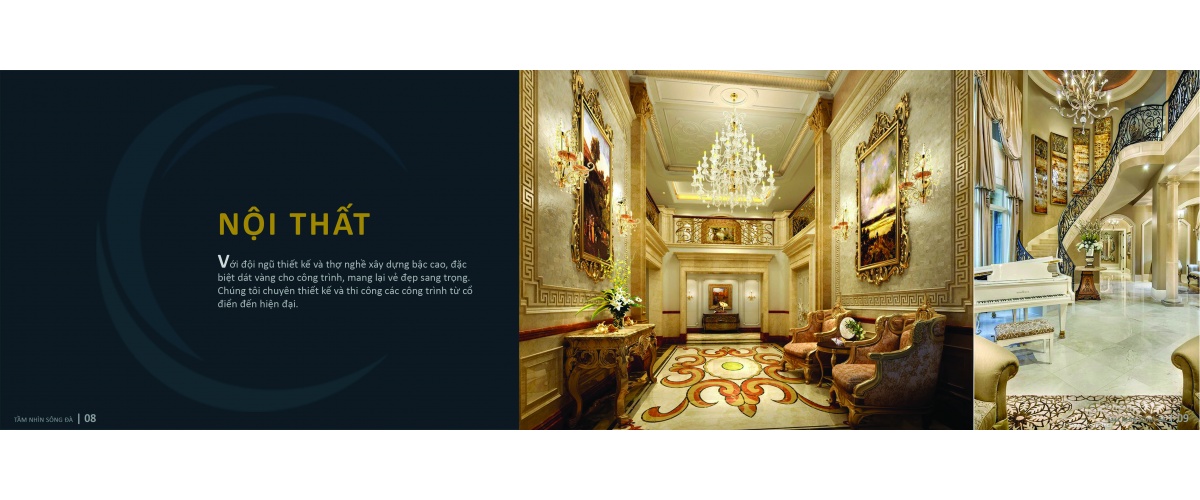 NỘI THẤT
Với đội ngũ thiết kế và thợ nghề xây dựng bậc cao, đặc
biệt dát vàng cho công trình, mang lại vẻ đẹp sang trọng.
Chúng tôi chuyên thiết kế và thi công các công trình từ cổ
điển đến hiện đại.
TẦM NHÌN SÔNG ĐÀ | 08
09